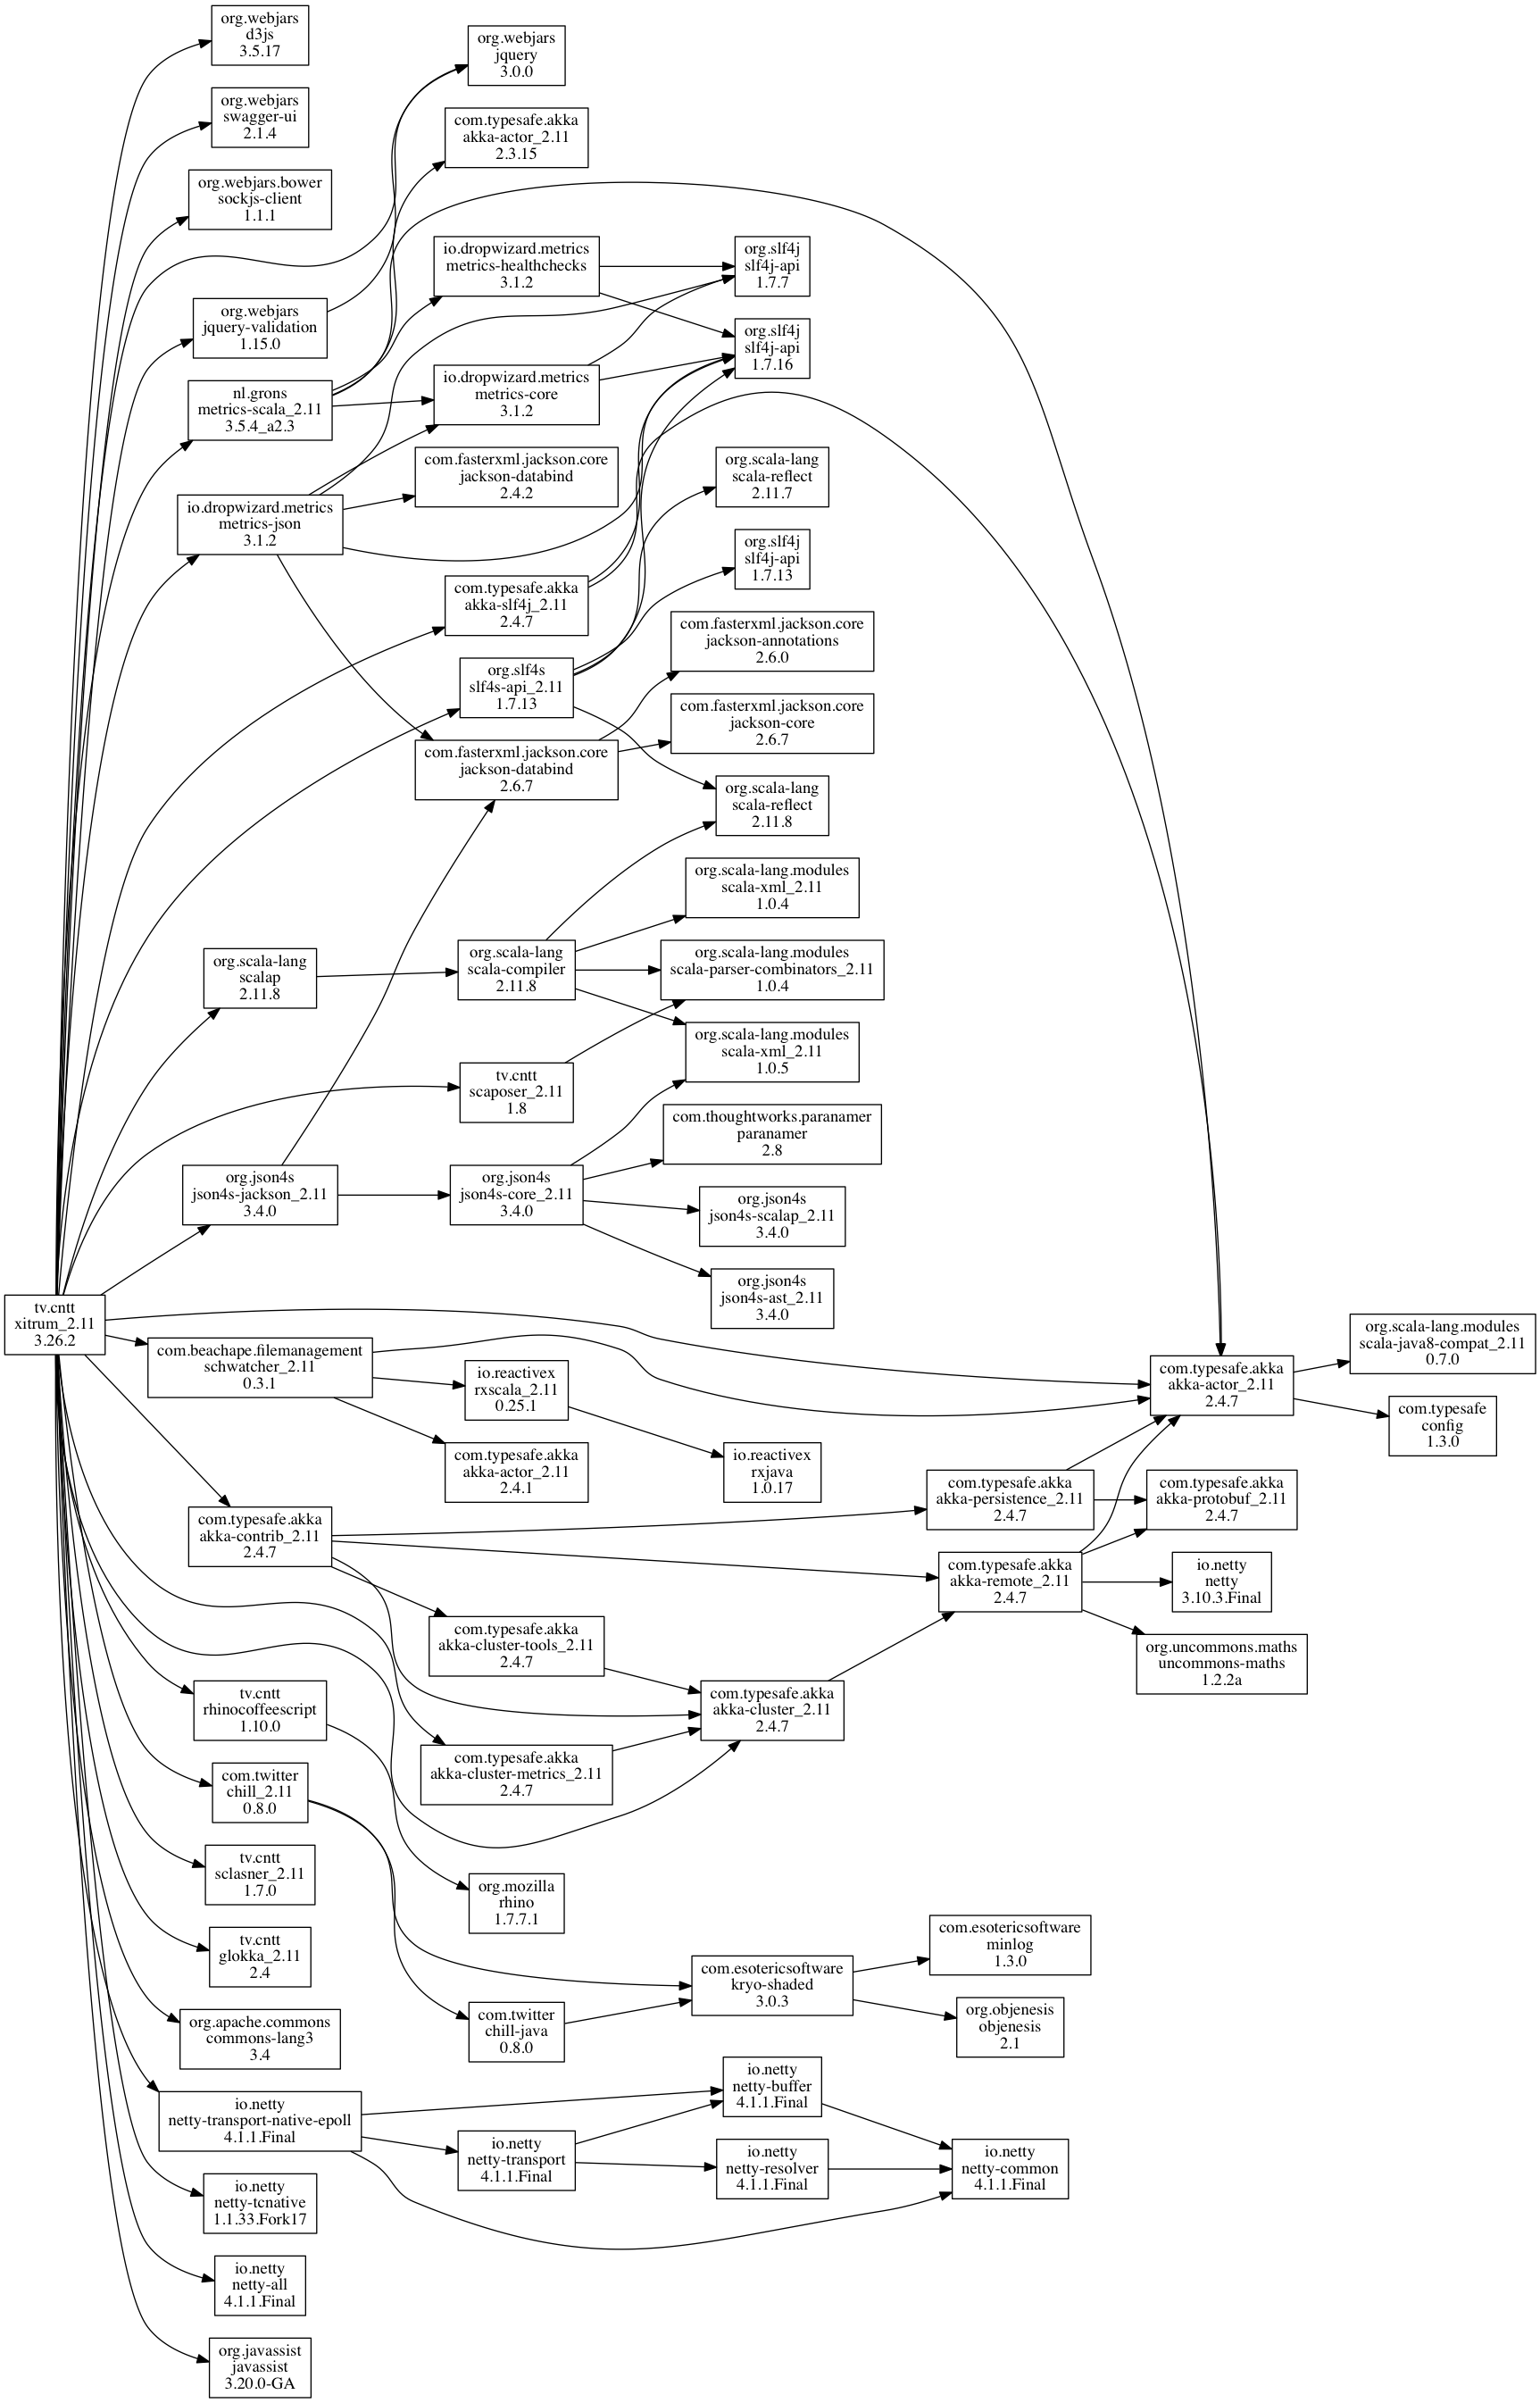 org.webjars
d3js
3.5.17
org.webjars
jquery
3.0.0
org.webjars
swagger-ui
2.1.4
com.typesafe.akka
akka-actor_2.11
2.3.15
org.webjars.bower
sockjs-client
1.1.1
io.dropwizard.metrics
metrics-healthchecks
3.1.2
org.slf4j
slf4j-api
1.7.7
org.webjars
jquery-validation
1.15.0
org.slf4j
slf4j-api
1.7.16
nl.grons
metrics-scala_2.11
3.5.4_a2.3
io.dropwizard.metrics
metrics-core
3.1.2
com.fasterxml.jackson.core
jackson-databind
2.4.2
org.scala-lang
scala-reflect
2.11.7
io.dropwizard.metrics
metrics-json
3.1.2
org.slf4j
slf4j-api
1.7.13
com.typesafe.akka
akka-slf4j_2.11
2.4.7
com.fasterxml.jackson.core
jackson-annotations
2.6.0
org.slf4s
slf4s-api_2.11
1.7.13
com.fasterxml.jackson.core
jackson-core
2.6.7
com.fasterxml.jackson.core
jackson-databind
2.6.7
org.scala-lang
scala-reflect
2.11.8
org.scala-lang.modules
scala-xml_2.11
1.0.4
org.scala-lang
scalap
2.11.8
org.scala-lang
scala-compiler
2.11.8
org.scala-lang.modules
scala-parser-combinators_2.11
1.0.4
org.scala-lang.modules
scala-xml_2.11
1.0.5
tv.cntt
scaposer_2.11
1.8
com.thoughtworks.paranamer
paranamer
2.8
org.json4s
json4s-jackson_2.11
3.4.0
org.json4s
json4s-core_2.11
3.4.0
org.json4s
json4s-scalap_2.11
3.4.0
org.json4s
json4s-ast_2.11
3.4.0
tv.cntt
xitrum_2.11
3.26.2
org.scala-lang.modules
scala-java8-compat_2.11
0.7.0
com.beachape.filemanagement
schwatcher_2.11
0.3.1
io.reactivex
rxscala_2.11
0.25.1
com.typesafe.akka
akka-actor_2.11
2.4.7
com.typesafe
config
1.3.0
com.typesafe.akka
akka-actor_2.11
2.4.1
io.reactivex
rxjava
1.0.17
com.typesafe.akka
akka-persistence_2.11
2.4.7
com.typesafe.akka
akka-protobuf_2.11
2.4.7
com.typesafe.akka
akka-contrib_2.11
2.4.7
com.typesafe.akka
akka-remote_2.11
2.4.7
io.netty
netty
3.10.3.Final
com.typesafe.akka
akka-cluster-tools_2.11
2.4.7
org.uncommons.maths
uncommons-maths
1.2.2a
tv.cntt
rhinocoffeescript
1.10.0
com.typesafe.akka
akka-cluster_2.11
2.4.7
com.typesafe.akka
akka-cluster-metrics_2.11
2.4.7
com.twitter
chill_2.11
0.8.0
tv.cntt
sclasner_2.11
1.7.0
org.mozilla
rhino
1.7.7.1
tv.cntt
glokka_2.11
2.4
com.esotericsoftware
minlog
1.3.0
com.esotericsoftware
kryo-shaded
3.0.3
org.apache.commons
commons-lang3
3.4
com.twitter
chill-java
0.8.0
org.objenesis
objenesis
2.1
io.netty
netty-buffer
4.1.1.Final
io.netty
netty-transport-native-epoll
4.1.1.Final
io.netty
netty-transport
4.1.1.Final
io.netty
netty-resolver
4.1.1.Final
io.netty
netty-common
4.1.1.Final
io.netty
netty-tcnative
1.1.33.Fork17
io.netty
netty-all
4.1.1.Final
org.javassist
javassist
3.20.0-GA